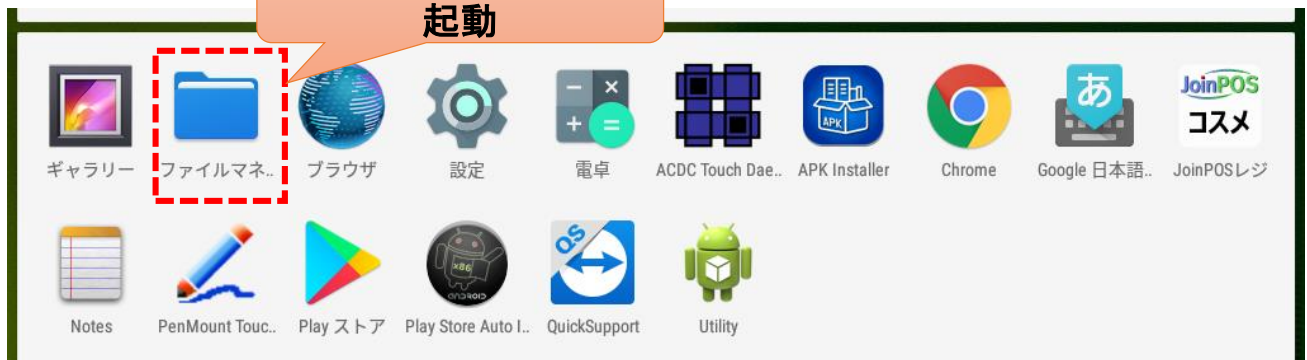 起動
ギャラリー
ファイルマネ..
ブラウザ
設定
電卓
ACDC Touch Dae..
APK
APK Installer
Chrome
あ
Google 日本語..
JoinPOS
コスメ
JoinPOSレジ
Notes
PenMount Touc..
Play ストア
x86
ANDROID
Play Store Auto I..
QS
QuickSupport
Utility